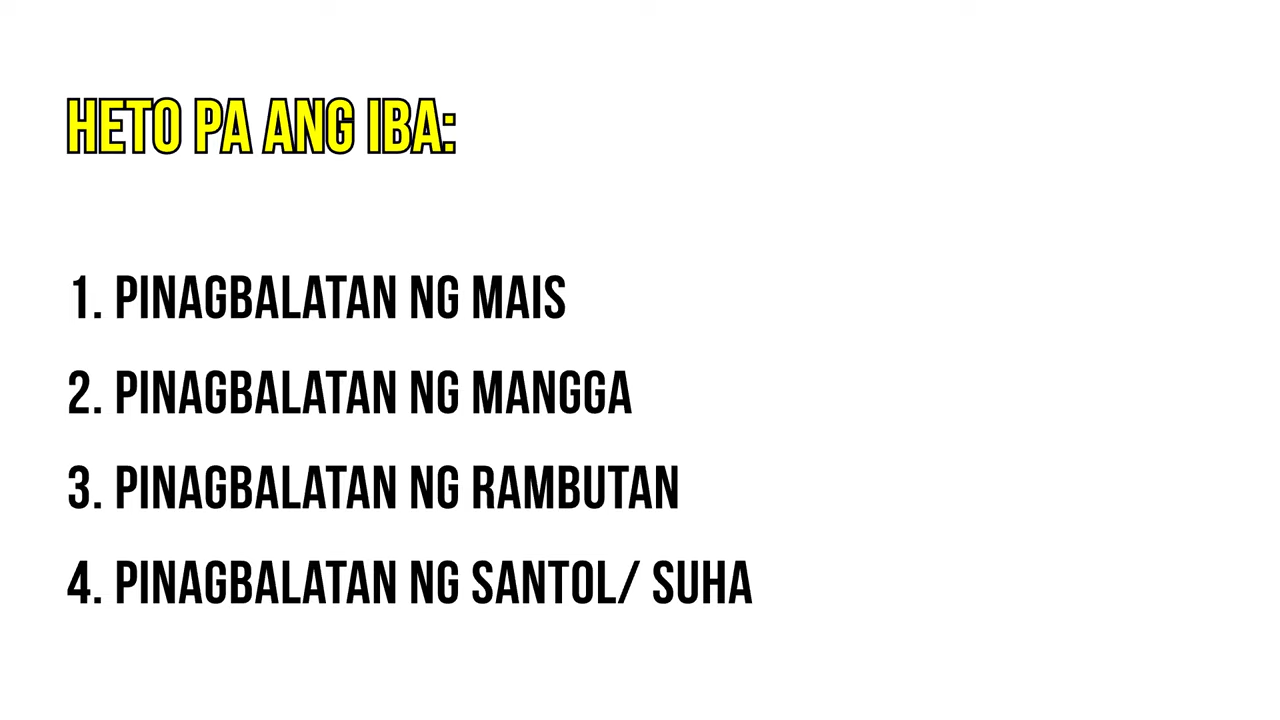 HETO PA ANG IBA:
1. PINAGBALATAN NG MAIS
2. PINAGBALATAN NG MANGGA
3. PINAGBALATAN NG RAMBUTAN
4. PINAGBALATAN NG SANTOL/ SUHA